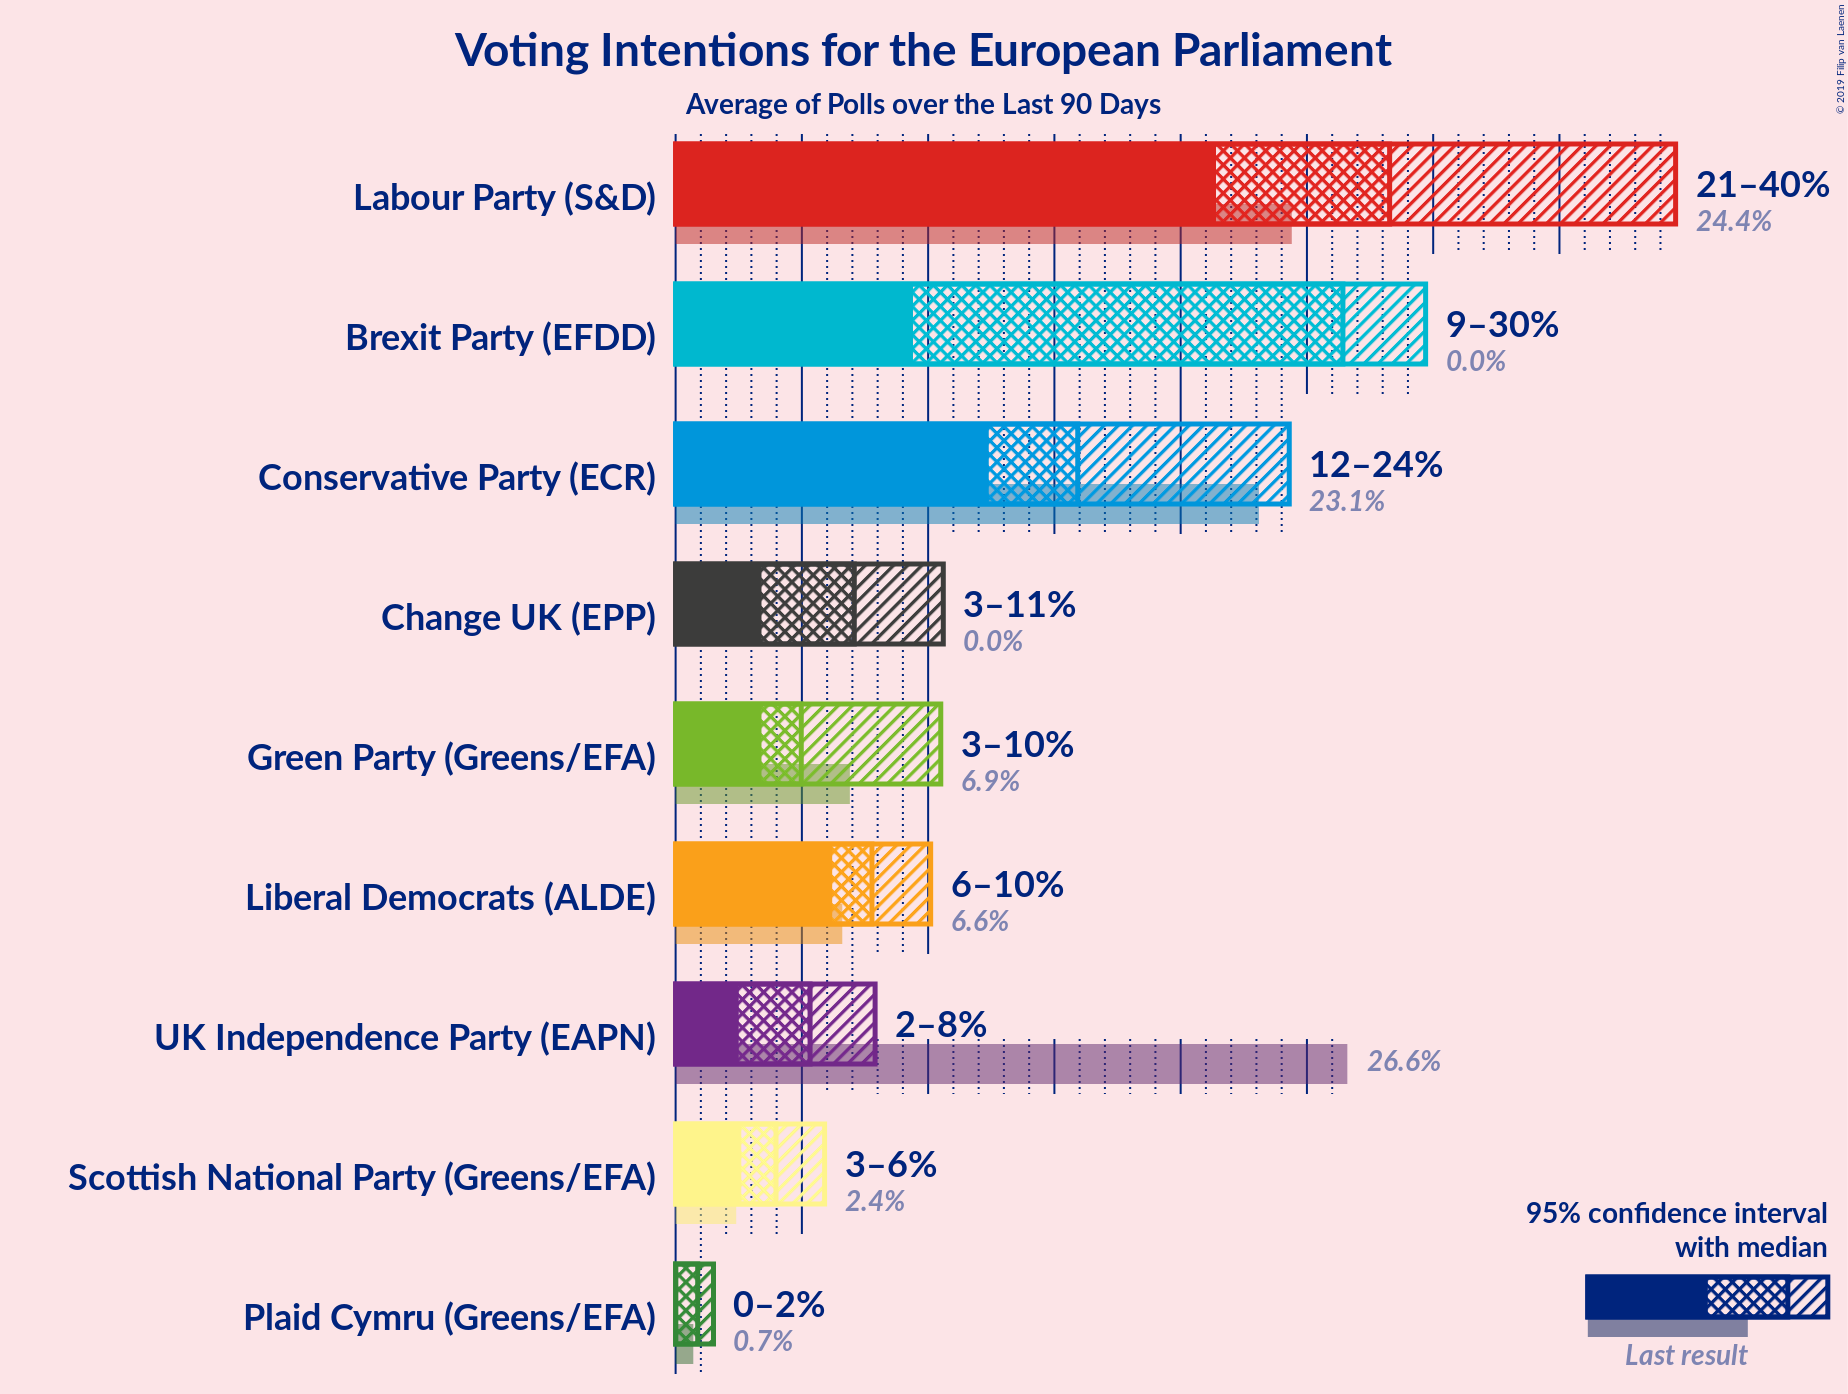 Voting Intentions for the European Parliament
Average of Polls over the Last 90 Days
© 2019 Filip van Laenen
Labour Party (S&D)
21–40%
24.4%
Brexit Party (EFDD)
9–30%
0.0%
Conservative Party (ECR)
12–24%
23.1%
Change UK (EPP)
3–11%
0.0%
Green Party (Greens/EFA)
3–10%
6.9%
Liberal Democrats (ALDE)
6–10%
6.6%
UK Independence Party (EAPN)
2–8%
26.6%
Scottish National Party (Greens/EFA)
3–6%
2.4%
Plaid Cymru (Greens/EFA)
0–2%
0.7%
95% confidence interval
with median
Last result